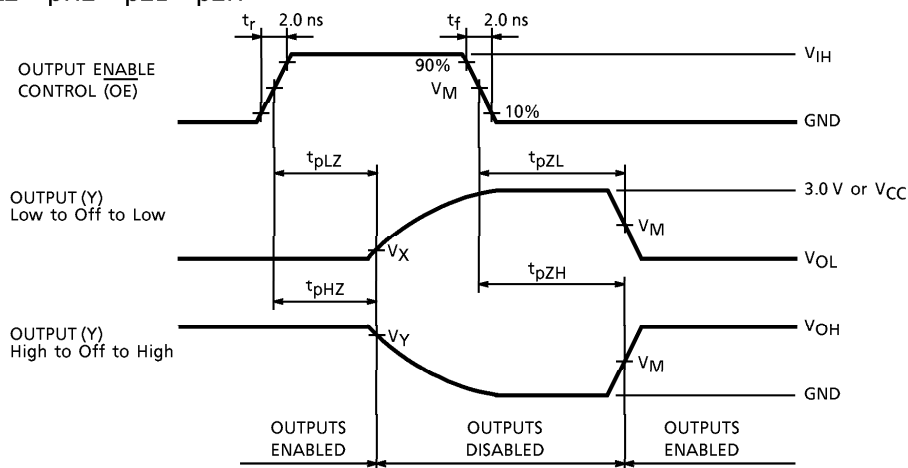 tr 2.0 ns tf 2.0 ns
OUTPUT ENABLE
CONTROL (O̅E̅)
90%
VM
10%
VIH
GND
tpLZ tpZL
OUTPUT (Y)
Low to Off to Low
VX
3.0 V or VCC
VM
VOL
tpHZ tpZH
OUTPUT (Y)
High to Off to High
VY
VOH
VM
GND
OUTPUTS ENABLED
OUTPUTS DISABLED
OUTPUTS ENABLED